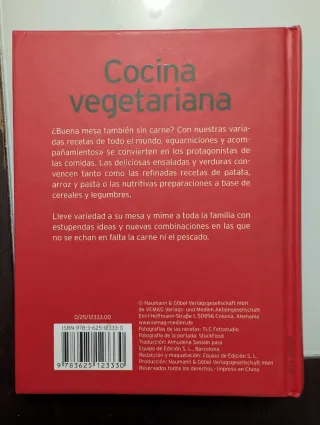 Cocina
vegetariana
¿Buena mesa también sin carne? Con nuestras varia-
das recetas de todo el mundo, «guarniciones y acom-
pañamientos» se convierten en los protagonistas de
las comidas. Las deliciosas ensaladas y verduras con-
vencen tanto como las refinadas recetas de patata,
arroz y pasta o las nutritivas preparaciones a base de
cereales y legumbres.
Lleve variedad a su mesa y mime a toda la familia con
estupendas ideas y nuevas combinaciones en las que
no se echan en falta la carne ni el pescado.
0/25/12333.00
ISBN 978-3-625-12333-0
9 783625 123330
© Naumann & Göbel Verlagsgesellschaft mbH
de VEMAG Verlags- und Medien Aktiengesellschaft
Emil-Hoffmann-Straße 1, 50996 Colonia, Alemania
www.vemag-medien.de
Fotografías de las recetas: TLC Fotostudio
Fotografía de la portada: StockFood
Traducción: Almudena Sasiain para
Equipo de Edición S. L., Barcelona
Redacción y maquetación: Equipo de Edición S. L.
Producción: Naumann & Göbel Verlagsgesellschaft mbH
Reservados todos los derechos - Impreso en China